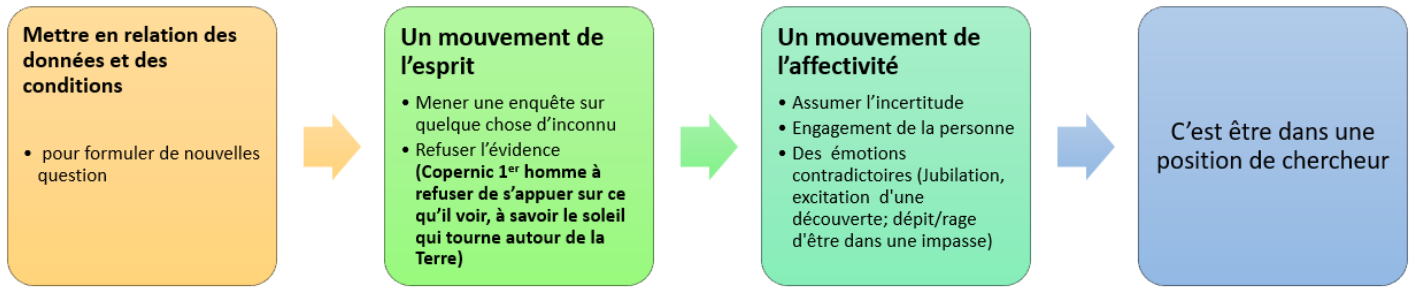 Mettre en relation des
données et des
conditions
• pour formuler de nouvelles
question
Un mouvement de
l’esprit
• Mener une enquête sur
quelque chose d’inconnu
• Refuser l’évidence
(Copernic 1er homme à
refuser de s’appuer sur ce
qu’il voir, à savoir le soleil
qui tourne autour de la
Terre)
Un mouvement de
l’affectivité
• Assumer l’incertitude
• Engagement de la personne
• Des émotions
contradictoires (Jubilation,
excitation d'une
découverte; dépit/rage
d'être dans une impasse)
C’est être dans une
position de chercheur